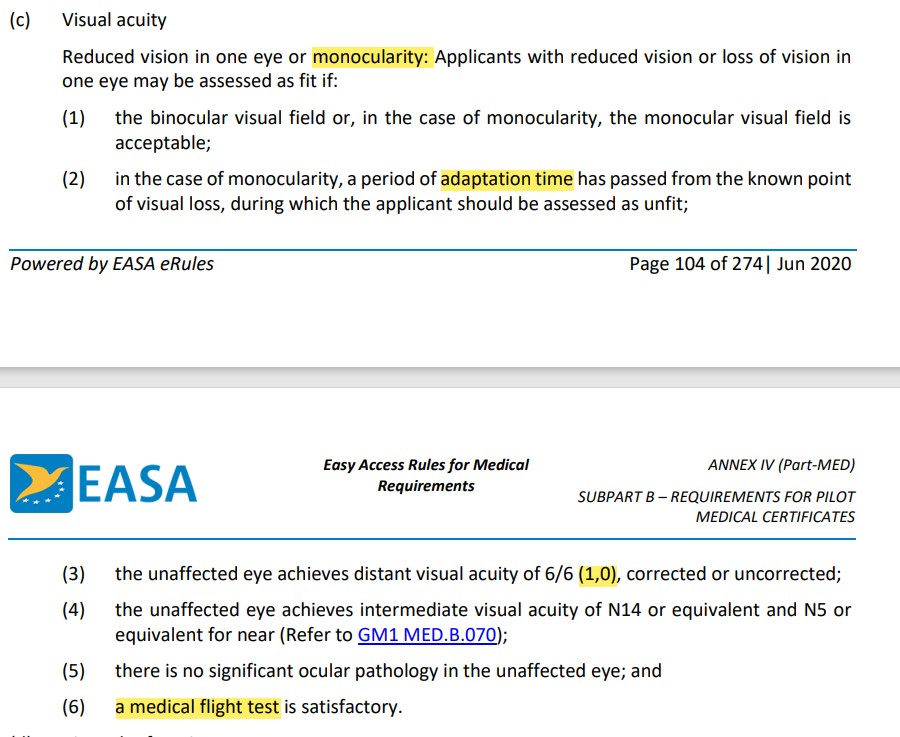 (c) Visual acuity
Reduced vision in one eye or monocularity: Applicants with reduced vision or loss of vision in
one eye may be assessed as fit if:
(1) the binocular visual field or, in the case of monocularity, the monocular visual field is
acceptable;
(2) in the case of monocularity, a period of adaptation time has passed from the known point
of visual loss, during which the applicant should be assessed as unfit;
Powered by EASA eRules Page 104 of 274| Jun 2020
EASA
Easy Access Rules for Medical
Requirements
ANNEX IV (Part-MED)
SUBPART B – REQUIREMENTS FOR PILOT
MEDICAL CERTIFICATES
(3) the unaffected eye achieves distant visual acuity of 6/6 (1,0), corrected or uncorrected;
(4) the unaffected eye achieves intermediate visual acuity of N14 or equivalent and N5 or
equivalent for near (Refer to GM1 MED.B.070);
(5) there is no significant ocular pathology in the unaffected eye; and
(6) a medical flight test is satisfactory.